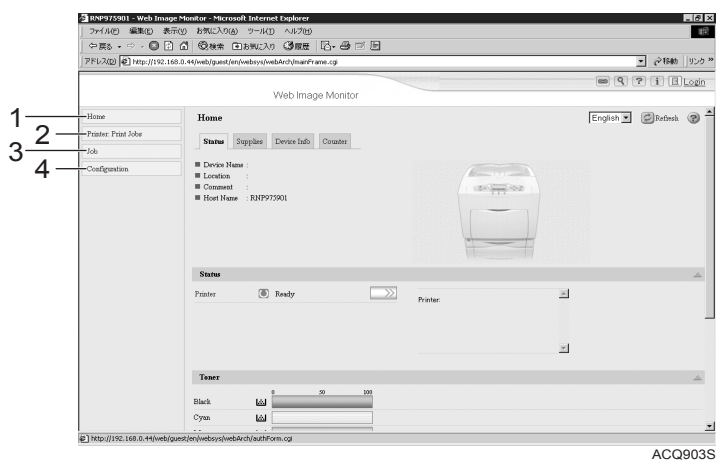 RNP975901 - Web Image Monitor - Microsoft Internet Explorer
ファイル(F) 編集(E) 表示(V) お気に入り(A) ツール(T) ヘルプ(H)
戻る 検索 お気に入り 履歴
アドレス(D) http://192.168.0.44/web/guest/en/websys/webArch/mainFrame.cgi 移動 リンク »
Login
Web Image Monitor
1 Home
2 Printer: Print Jobs
3 Job
4 Configuration
Home English Refresh
Status Supplies Device Info Counter
Device Name :
Location :
Comment :
Host Name : RNP975901
Status
Printer Ready Printer:
Toner
0 50 100
Black
Cyan
http://192.168.0.44/web/guest/en/websys/webArch/authForm.cgi
ACQ903S